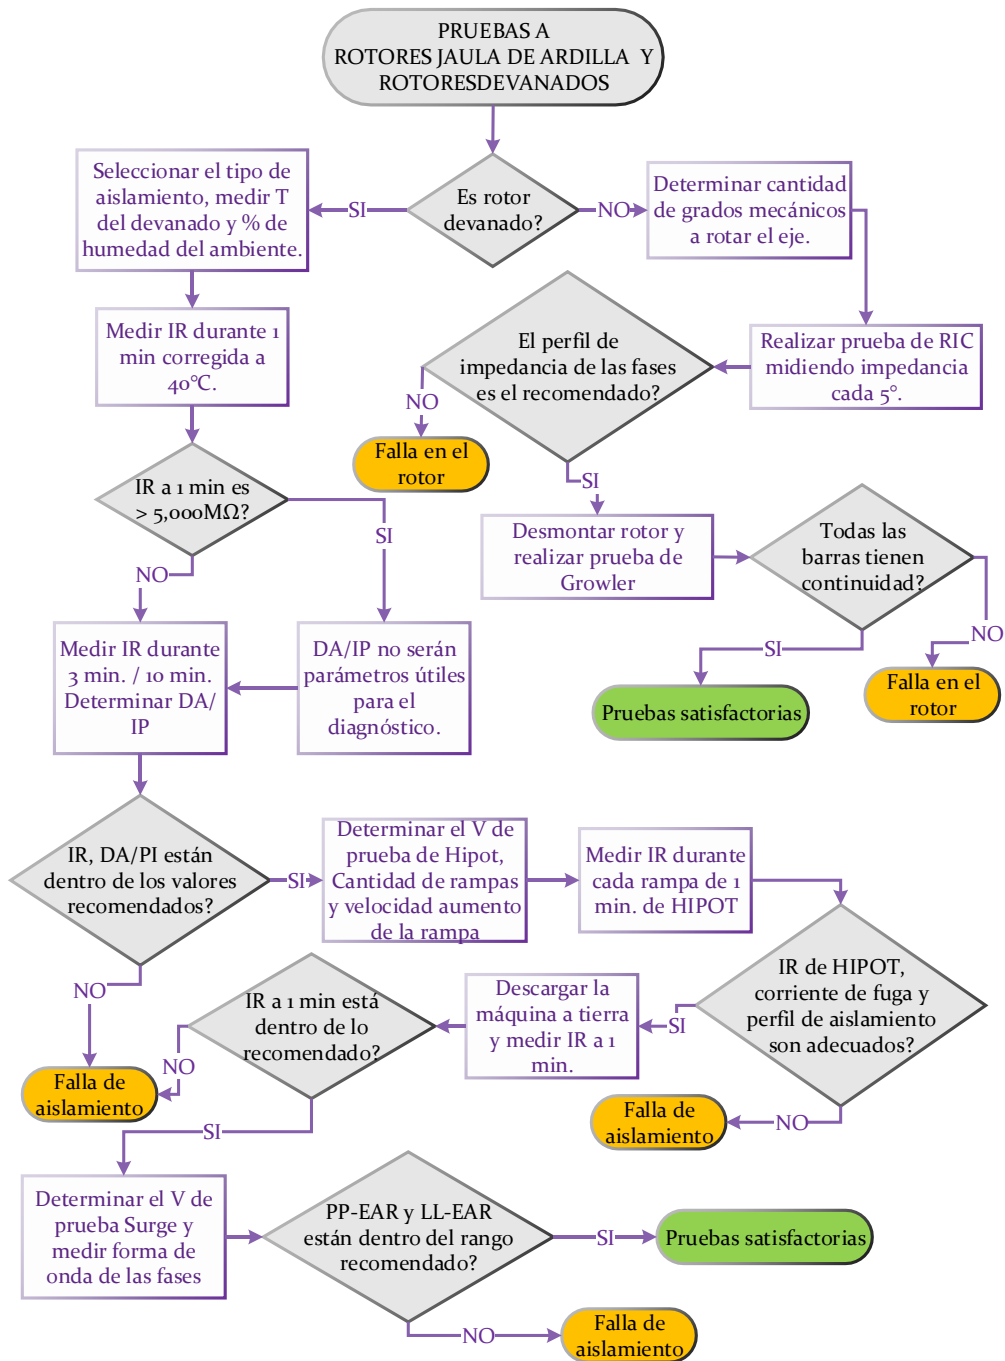 PRUEBAS A
ROTORES JAULA DE ARDILLA Y
ROTORESDEVANADOS
Es rotor
devanado?
SI
NO
Seleccionar el tipo de
aislamiento, medir T
del devanado y % de
humedad del ambiente.
Determinar cantidad
de grados mecánicos
a rotar el eje.
Medir IR durante 1
min corregida a
40°C.
El perfil de
impedancia de las fases
es el recomendado?
Realizar prueba de RIC
midiendo impedancia
cada 5°.
NO
Falla en el
rotor
SI
IR a 1 min es
> 5,000MΩ?
SI
NO
Desmontar rotor y
realizar prueba de
Growler
Todas las
barras tienen
continuidad?
NO
SI
Medir IR durante
3 min. / 10 min.
Determinar DA/
IP
DA/IP no serán
parámetros útiles
para el
diagnóstico.
Pruebas satisfactorias
Falla en el
rotor
IR, DA/PI están
dentro de los valores
recomendados?
SI
Determinar el V de
prueba de Hipot,
Cantidad de rampas
y velocidad aumento
de la rampa
Medir IR durante
cada rampa de 1
min. de HIPOT
NO
IR a 1 min está
dentro de lo
recomendado?
Descargar la
máquina a tierra
y medir IR a 1
min.
SI
IR de HIPOT,
corriente de fuga y
perfil de aislamiento
son adecuados?
NO
Falla de
aislamiento
Falla de
aislamiento
NO
SI
Determinar el V de
prueba Surge y
medir forma de
onda de las fases
PP-EAR y LL-EAR
están dentro del rango
recomendado?
SI
Pruebas satisfactorias
NO
Falla de
aislamiento